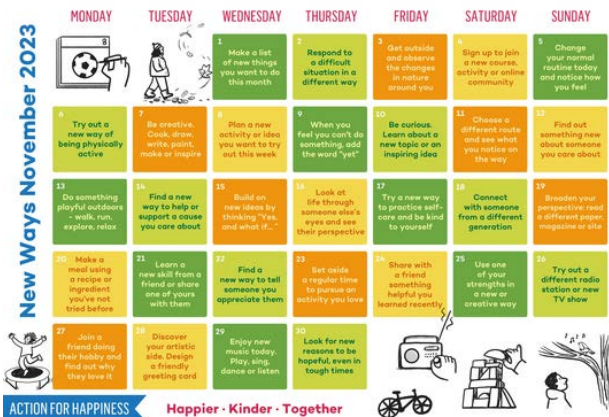 New Ways November 2023
MONDAY TUESDAY WEDNESDAY THURSDAY FRIDAY SATURDAY SUNDAY
8
1
Make a list
of new things
you want to do
this month
2
Respond to
a difficult
situation in a
different way
3
Get outside
and observe
the changes
in nature
around you
4
Sign up to join
a new course,
activity or online
community
5
Change
your normal
routine today
and notice how
you feel
6
Try out a
new way of
being physically
active
7
Be creative.
Cook, draw,
write, paint,
make or inspire
8
Plan a new
activity or idea
you want to try
out this week
9
When you
feel you can't do
something, add
the word "yet"
10
Be curious.
Learn about a
new topic or an
inspiring idea
11
Choose a
different route
and see what
you notice on
the way
12
Find out
something new
about someone
you care about
13
Do something
playful outdoors
- walk, run,
explore, relax
14
Find a new
way to help or
support a cause
you care about
15
Build on
new ideas by
thinking "Yes,
and what if..."
16
Look at
life through
someone else's
eyes and see
their perspective
17
Try a new way
to practice self-
care and be kind
to yourself
18
Connect
with someone
from a different
generation
19
Broaden your
perspective: read
a different paper,
magazine or site
20
Make a
meal using
a recipe or
ingredient
you've not
tried before
21
Learn a
new skill from a
friend or share
one of yours
with them
22
Find a
new way to tell
someone you
appreciate them
23
Set aside
a regular time
to pursue an
activity you love
24
Share with
a friend
something
helpful you
learned recently
25
Use one
of your
strengths in
a new or
creative way
26
Try out a
different radio
station or new
TV show
27
Join a
friend doing
their hobby and
find out why
they love it
28
Discover
your artistic
side. Design
a friendly
greeting card
29
Enjoy new
music today.
Play, sing,
dance or listen
30
Look for new
reasons to be
hopeful, even in
tough times
ACTION FOR HAPPINESS
Happier · Kinder · Together